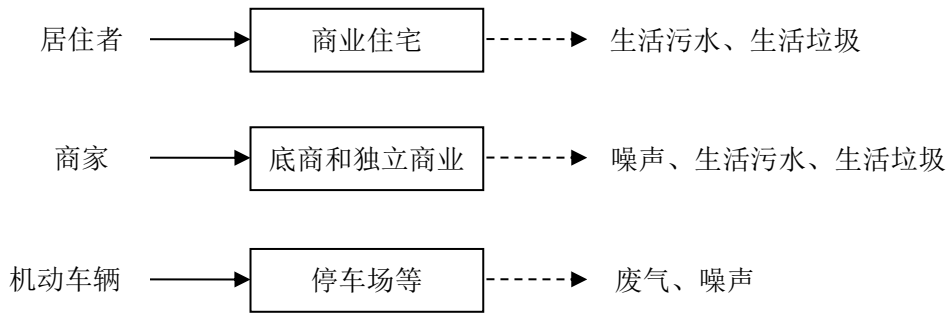 居住者 商业住宅 生活污水、生活垃圾
商家 底商和独立商业 噪声、生活污水、生活垃圾
机动车辆 停车场等 废气、噪声